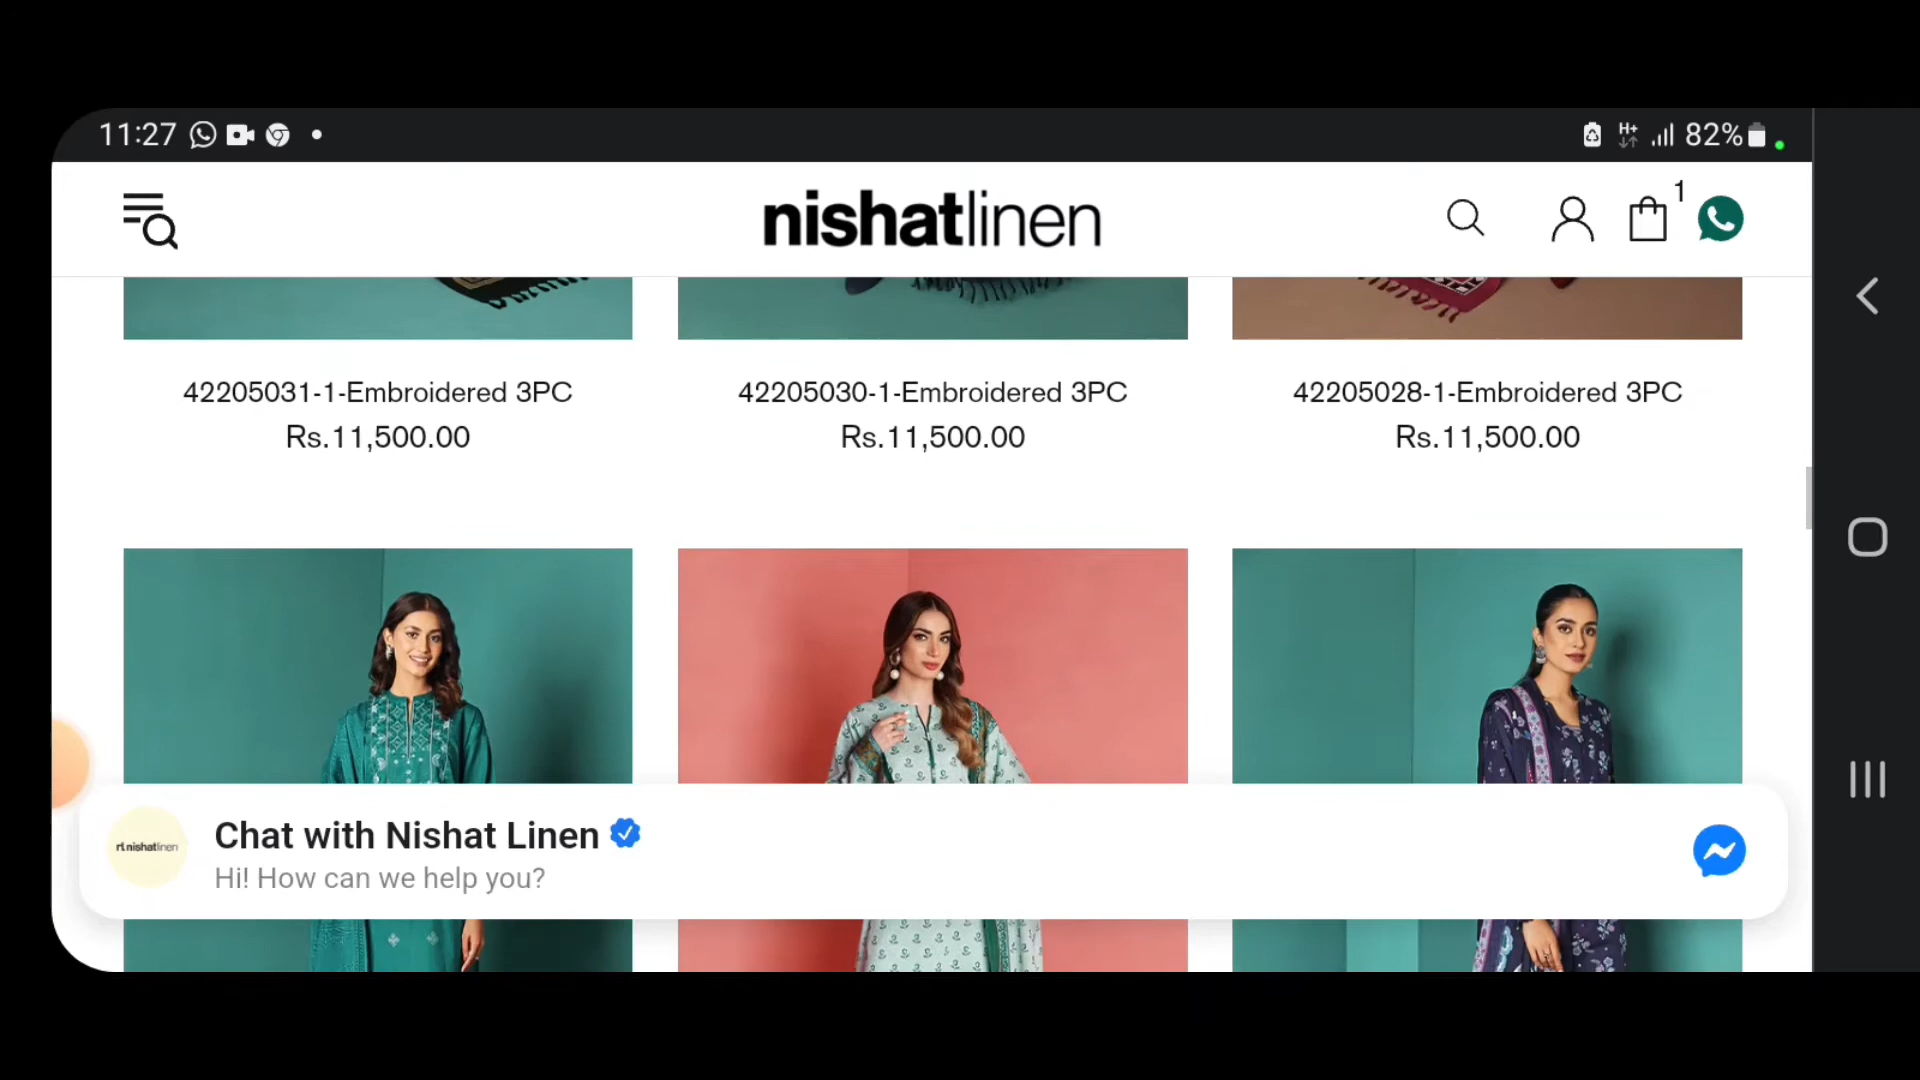 11:27
H+ 82%
nishatlinen
1
42205031-1-Embroidered 3PC
Rs.11,500.00
42205030-1-Embroidered 3PC
Rs.11,500.00
42205028-1-Embroidered 3PC
Rs.11,500.00
nl nishatlinen
Chat with Nishat Linen
Hi! How can we help you?